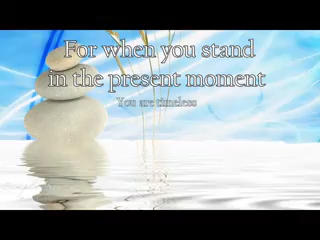 For when you stand
in the present moment
You are timeless